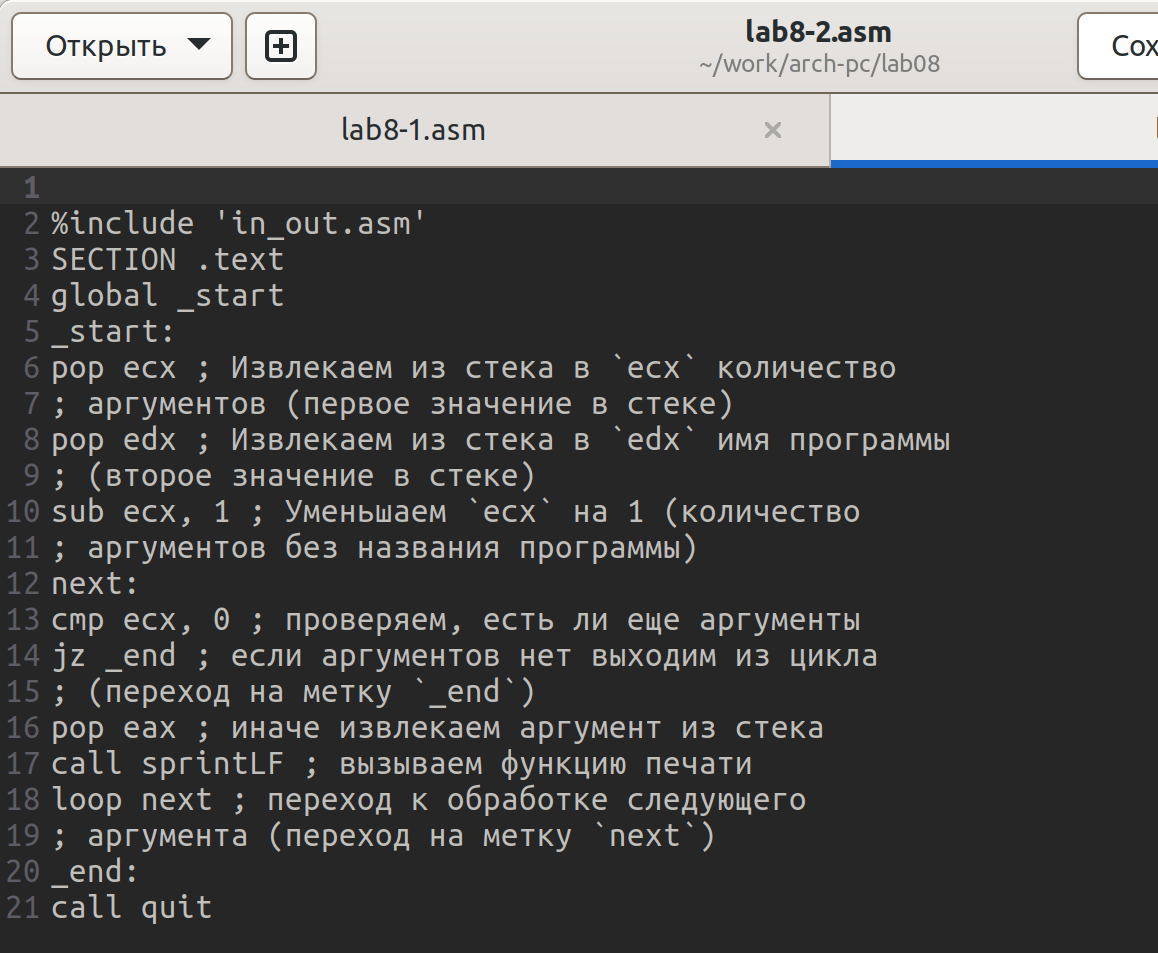 Открыть
lab8-2.asm
~/work/arch-pc/lab08
lab8-1.asm
1
2 %include 'in_out.asm'
3 SECTION .text
4 global _start
5 _start:
6 pop ecx ; Извлекаем из стека в `ecx` количество
7 ; аргументов (первое значение в стеке)
8 pop edx ; Извлекаем из стека в `edx` имя программы
9 ; (второе значение в стеке)
10 sub ecx, 1 ; Уменьшаем `ecx` на 1 (количество
11 ; аргументов без названия программы)
12 next:
13 cmp ecx, 0 ; проверяем, есть ли еще аргументы
14 jz _end ; если аргументов нет выходим из цикла
15 ; (переход на метку `_end`)
16 pop eax ; иначе извлекаем аргумент из стека
17 call sprintLF ; вызываем функцию печати
18 loop next ; переход к обработке следующего
19 ; аргумента (переход на метку `next`)
20 _end:
21 call quit